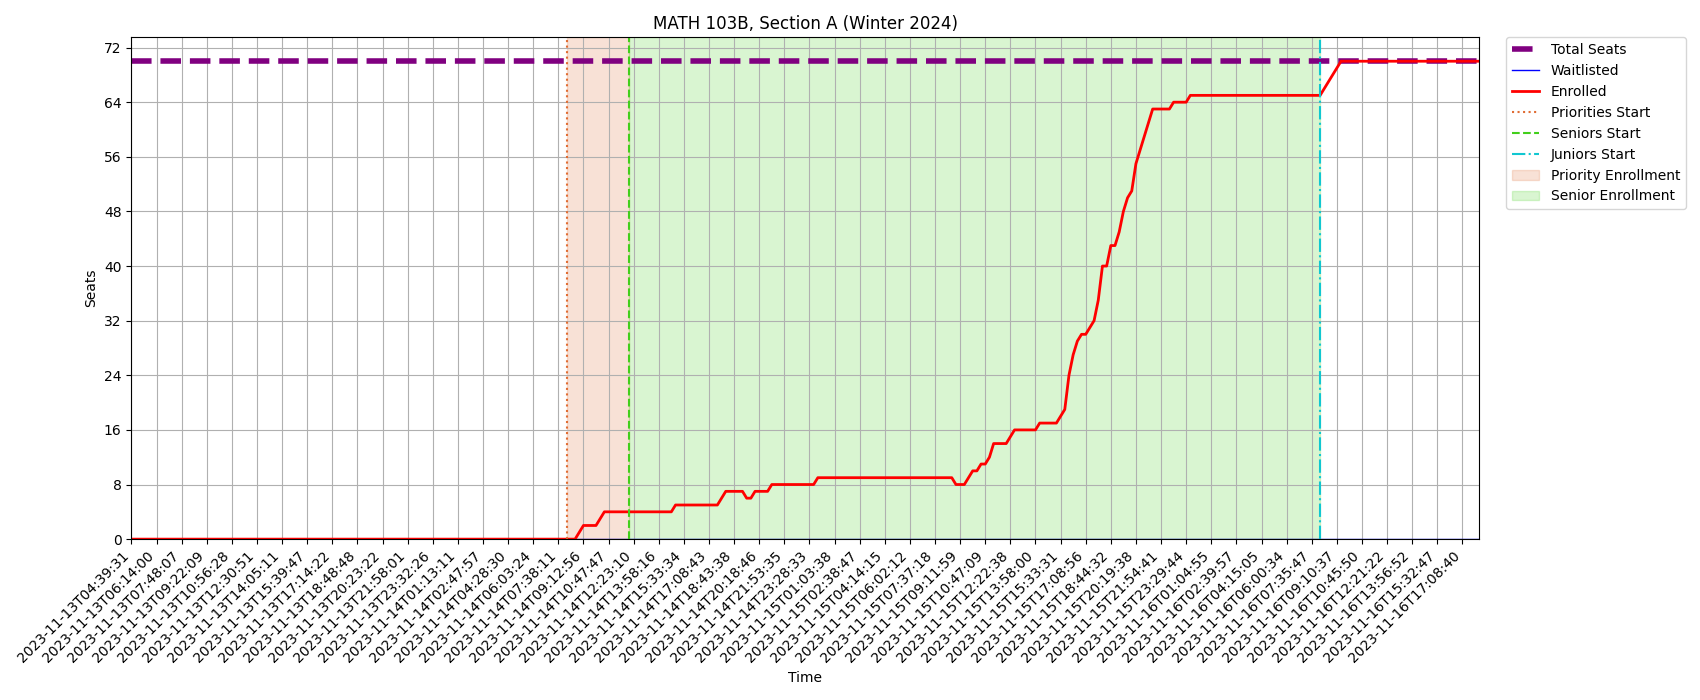 MATH 103B, Section A (Winter 2024)
72
64
56
48
40
32
24
16
8
0
Seats
2023-11-13T04:39:31
2023-11-13T06:14:00
2023-11-13T07:48:07
2023-11-13T09:22:09
2023-11-13T10:56:28
2023-11-13T12:30:51
2023-11-13T14:05:11
2023-11-13T15:39:47
2023-11-13T17:14:22
2023-11-13T18:48:48
2023-11-13T20:23:22
2023-11-13T21:58:01
2023-11-13T23:32:26
2023-11-14T01:13:11
2023-11-14T02:47:57
2023-11-14T04:28:30
2023-11-14T06:03:24
2023-11-14T07:38:11
2023-11-14T09:12:56
2023-11-14T10:47:47
2023-11-14T12:23:10
2023-11-14T13:58:16
2023-11-14T15:33:34
2023-11-14T17:08:43
2023-11-14T18:43:38
2023-11-14T20:18:46
2023-11-14T21:53:35
2023-11-14T23:28:33
2023-11-15T01:03:38
2023-11-15T02:38:47
2023-11-15T04:14:15
2023-11-15T06:02:12
2023-11-15T07:37:18
2023-11-15T09:11:59
2023-11-15T10:47:09
2023-11-15T12:22:38
2023-11-15T13:58:00
2023-11-15T15:33:31
2023-11-15T17:08:56
2023-11-15T18:44:32
2023-11-15T20:19:38
2023-11-15T21:54:41
2023-11-15T23:29:44
2023-11-16T01:04:55
2023-11-16T02:39:57
2023-11-16T04:15:05
2023-11-16T06:00:34
2023-11-16T07:35:47
2023-11-16T09:10:37
2023-11-16T10:45:50
2023-11-16T12:21:22
2023-11-16T13:56:52
2023-11-16T15:32:47
2023-11-16T17:08:40
Time
Total Seats
Waitlisted
Enrolled
Priorities Start
Seniors Start
Juniors Start
Priority Enrollment
Senior Enrollment